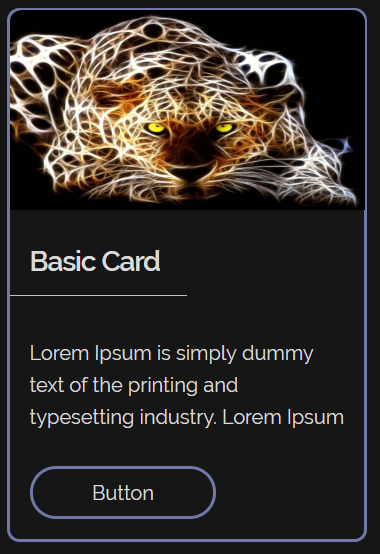 Basic Card
Lorem Ipsum is simply dummy
text of the printing and
typesetting industry. Lorem Ipsum
Button